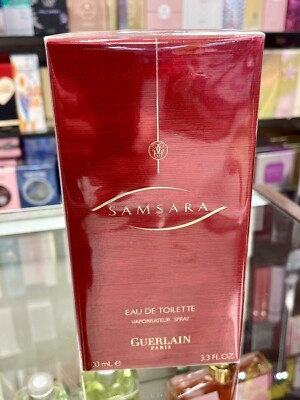 SAMSARA
EAU DE TOILETTE
VAPORISATEUR .SPRAY
GUERLAIN
PARIS
100 mL e 3.3 FL.OZ.